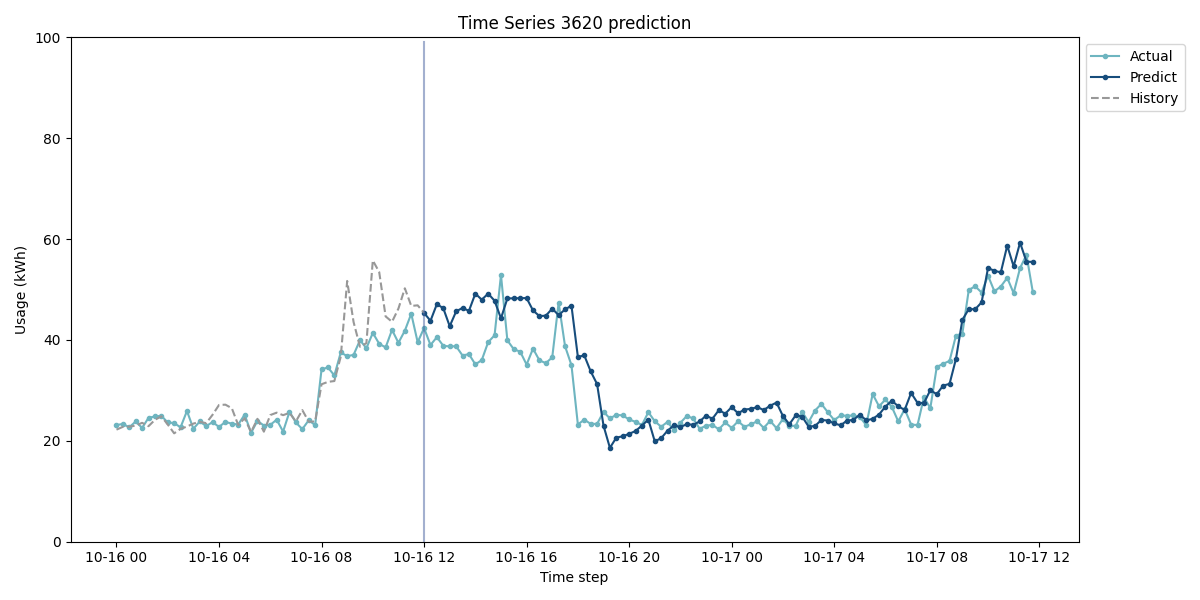 Time Series 3620 prediction
100
80
60
40
20
0
Usage (kWh)
10-16 00
10-16 04
10-16 08
10-16 12
10-16 16
10-16 20
10-17 00
10-17 04
10-17 08
10-17 12
Time step
Actual
Predict
History